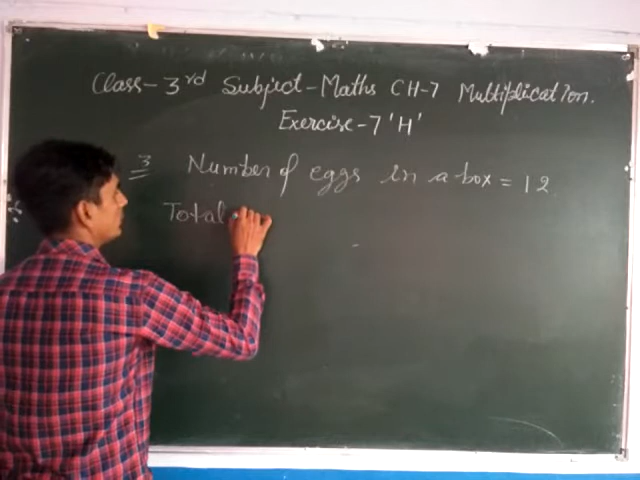 Class-3rd Subject-Maths CH-7 Multiplication.
Exercise-7'H'
3 Number of eggs in a box = 12
Total